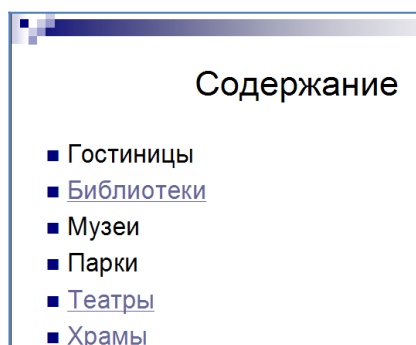 Содержание
Гостиницы
Библиотеки
Музеи
Парки
Театры
Храмы